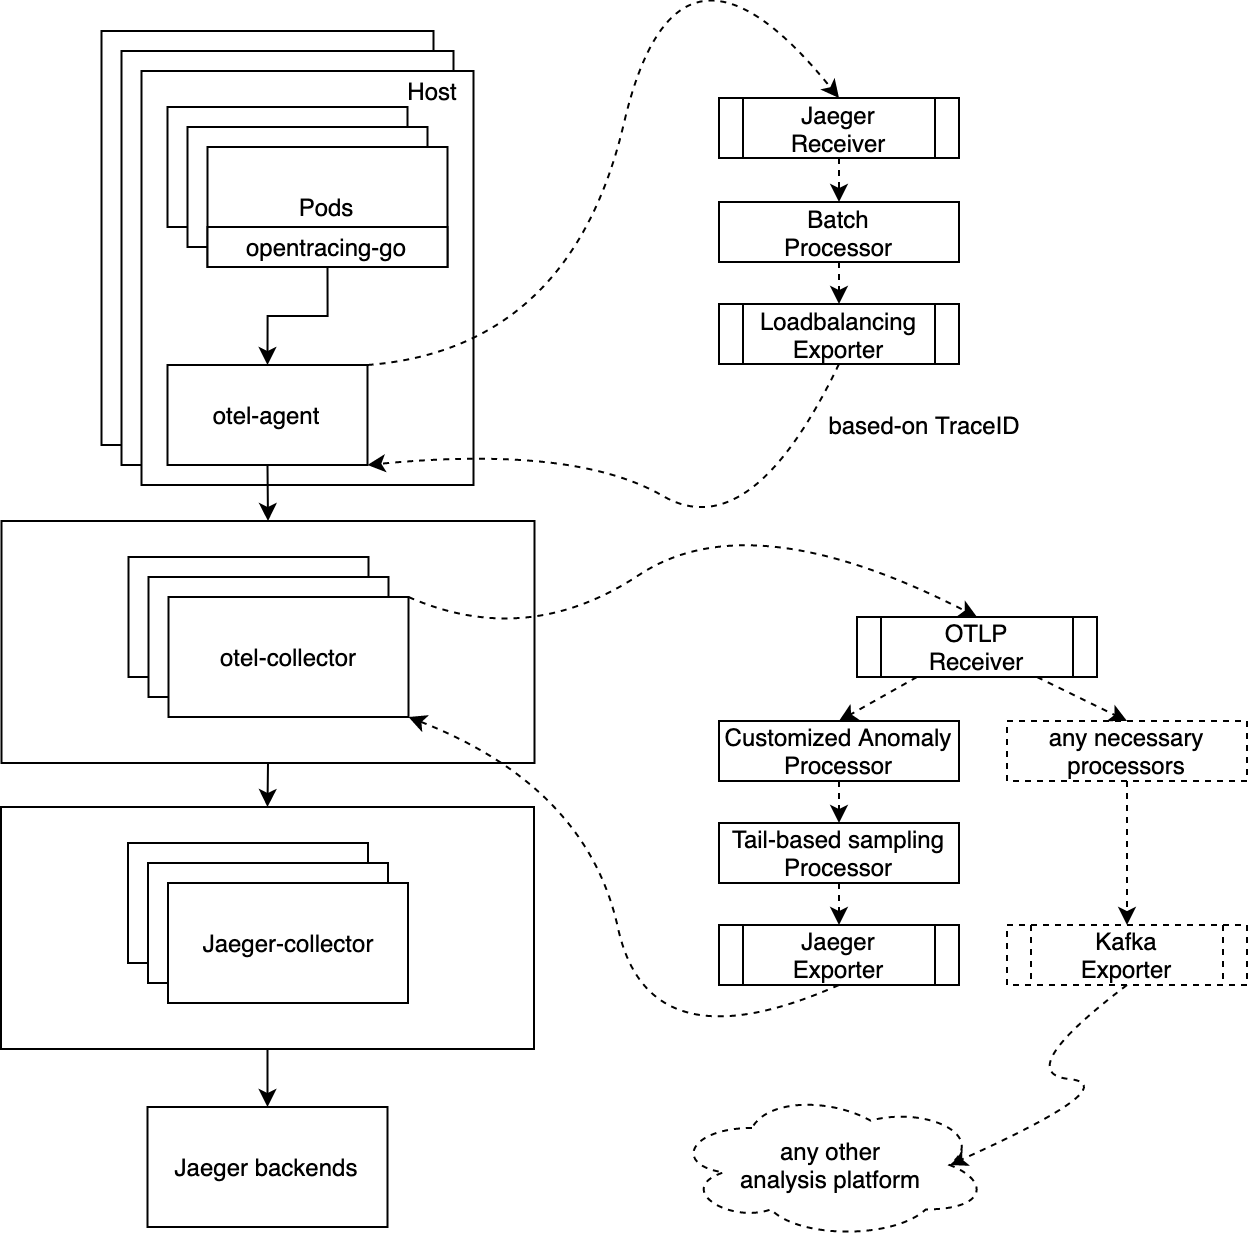 Host
Pods
opentracing-go
otel-agent
Jaeger
Receiver
Batch
Processor
Loadbalancing
Exporter
based-on TraceID
otel-collector
OTLP
Receiver
Customized Anomaly
Processor
any necessary
processors
Tail-based sampling
Processor
Jaeger
Exporter
Kafka
Exporter
Jaeger-collector
Jaeger backends
any other
analysis platform